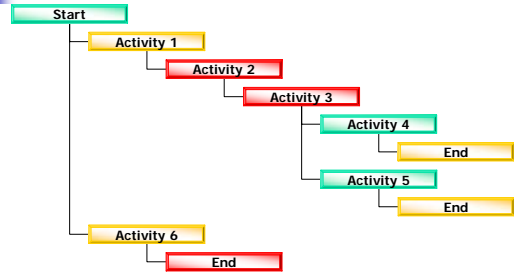 Start
Activity 1
Activity 2
Activity 3
Activity 4
End
Activity 5
End
Activity 6
End